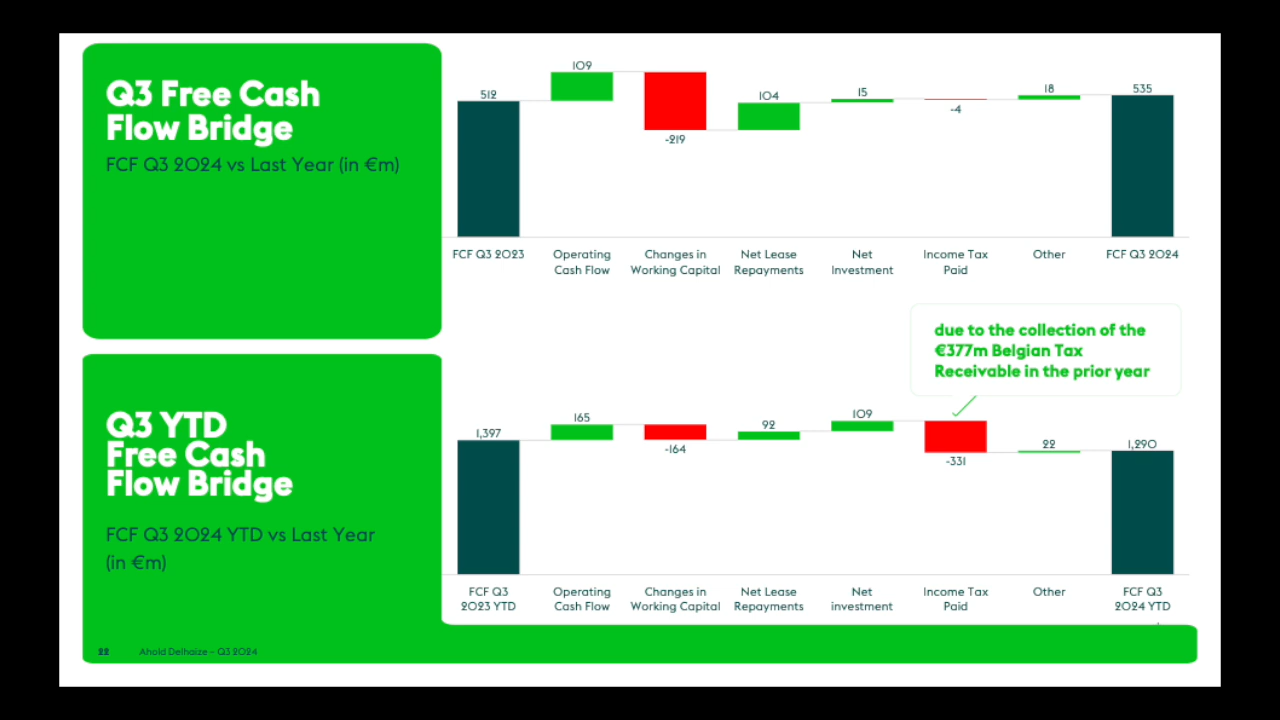 Q3 Free Cash
Flow Bridge
FCF Q3 2024 vs Last Year (in €m)
512
109
-219
104
15
-4
18
535
FCF Q3 2023
Operating
Cash Flow
Changes in
Working Capital
Net Lease
Repayments
Net
Investment
Income Tax
Paid
Other
FCF Q3 2024
due to the collection of the
€377m Belgian Tax
Receivable in the prior year
Q3 YTD
Free Cash
Flow Bridge
FCF Q3 2024 YTD vs Last Year
(in €m)
1,397
165
-164
92
109
-331
22
1,290
FCF Q3
2023 YTD
Operating
Cash Flow
Changes in
Working Capital
Net Lease
Repayments
Net
investment
Income Tax
Paid
Other
FCF Q3
2024 YTD
22
Ahold Delhaize – Q3 2024